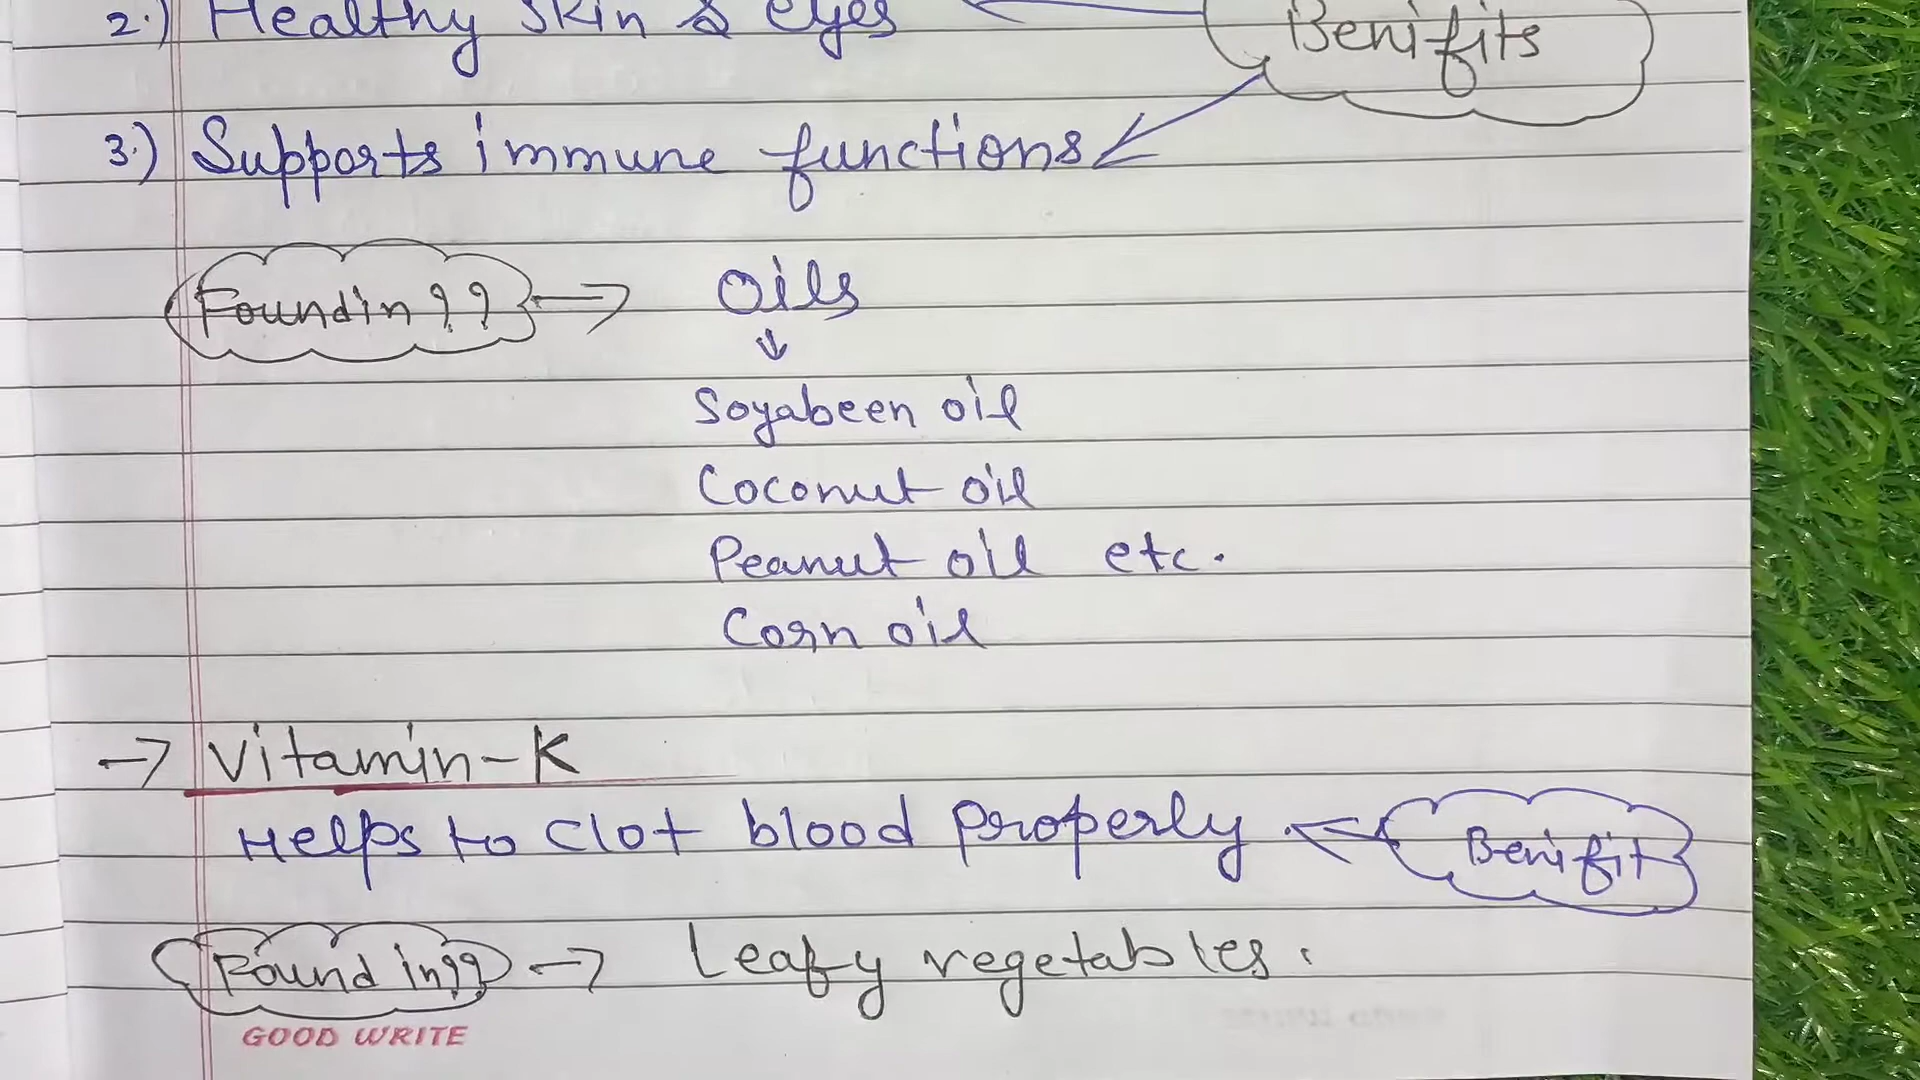 2.) Healthy skin & eyes
Benifits
3.) Supports immune functions
Found in ?? → Oils
↓
Soyabeen oil
Coconut oil
Peanut oil etc.
Corn oil
→ Vitamin-K
Helps to clot blood properly
Benifit
Found in ?? → Leafy vegetables.
GOOD WRITE